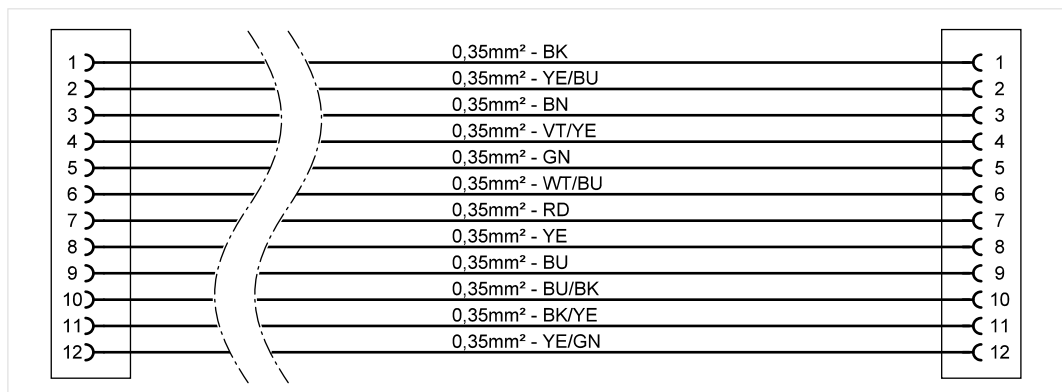 1 0,35mm² - BK 1
2 0,35mm² - YE/BU 2
3 0,35mm² - BN 3
4 0,35mm² - VT/YE 4
5 0,35mm² - GN 5
6 0,35mm² - WT/BU 6
7 0,35mm² - RD 7
8 0,35mm² - YE 8
9 0,35mm² - BU 9
10 0,35mm² - BU/BK 10
11 0,35mm² - BK/YE 11
12 0,35mm² - YE/GN 12